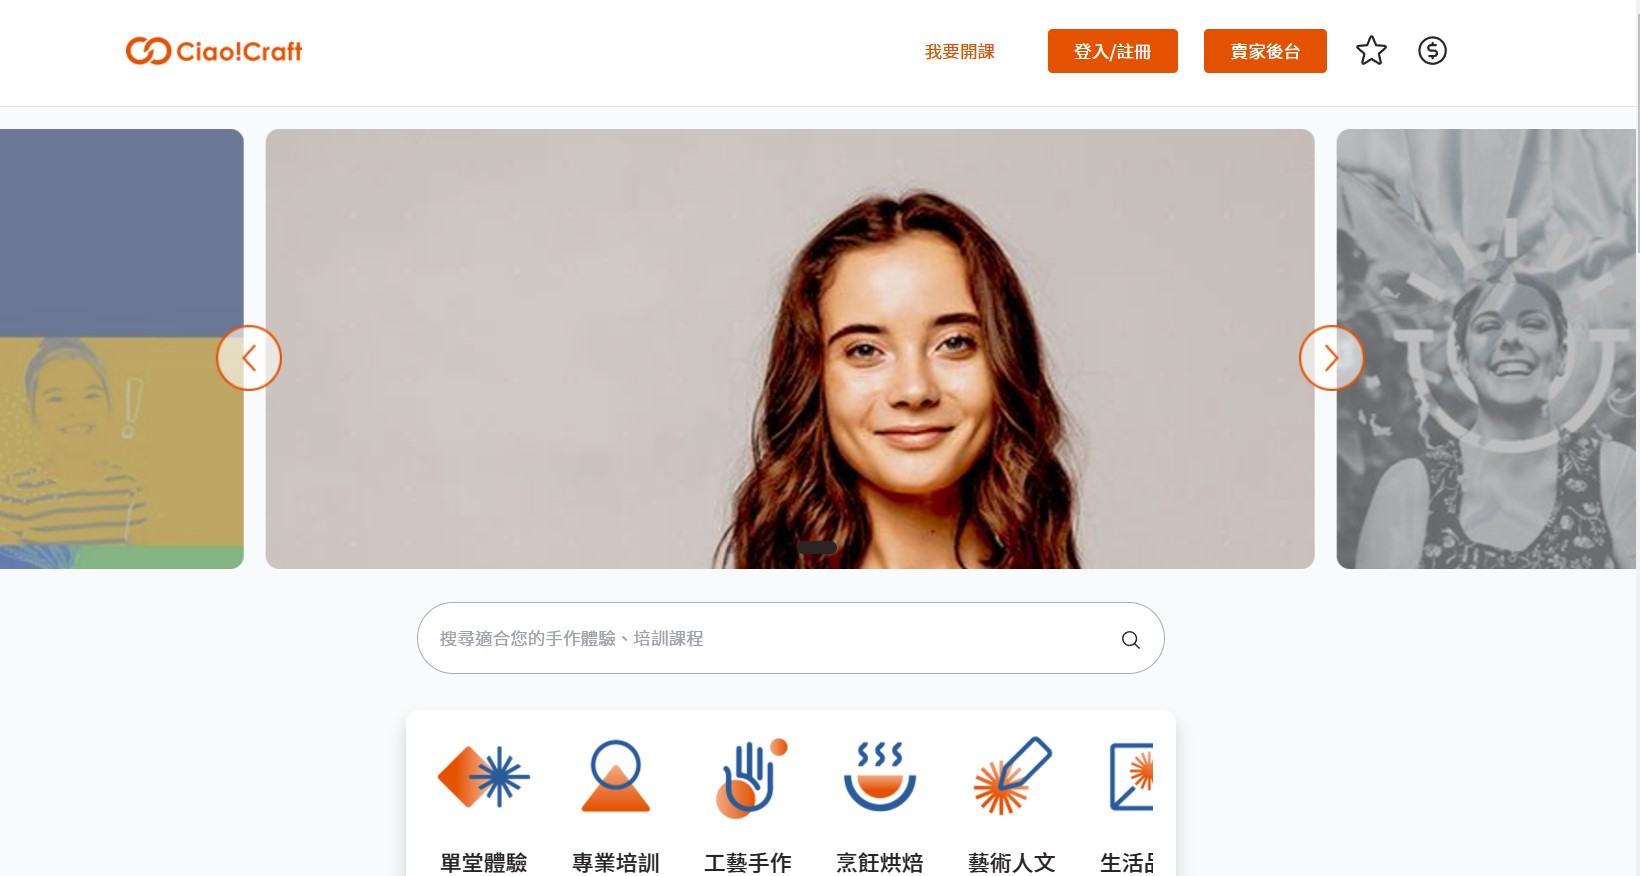 Ciao!Craft
我要開課
登入/註冊
賣家後台
搜尋適合您的手作體驗、培訓課程
單堂體驗
專業培訓
工藝手作
烹飪烘焙
藝術人文
生活